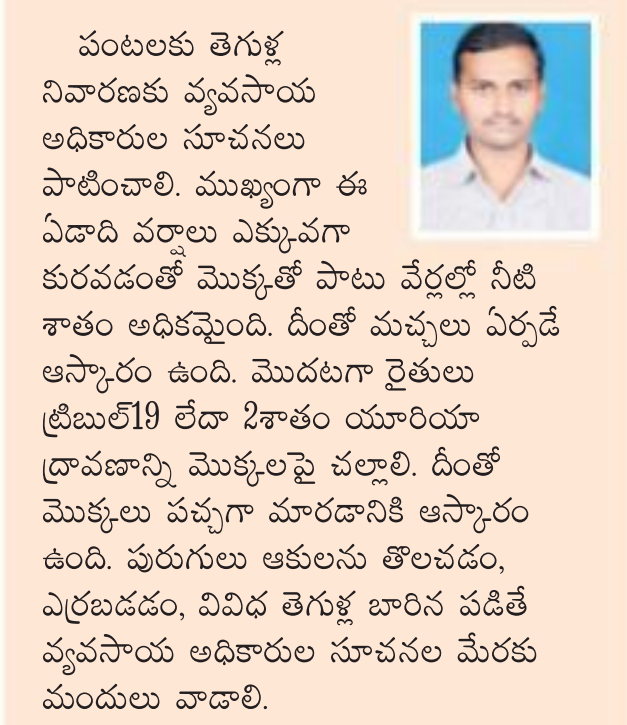 పంటలకు తెగుళ్ల
నివారణకు వ్యవసాయ
అధికారుల సూచనలు
పాటించాలి. ముఖ్యంగా ఈ
ఏడాది వర్షాలు ఎక్కువగా
కురవడంతో మొక్కతో పాటు వేర్లల్లో నీటి
శాతం అధికమైంది. దీంతో మచ్చలు ఏర్పడే
ఆస్కారం ఉంది. మొదటగా రైతులు
ట్రిబుల్19 లేదా 2శాతం యూరియా
ద్రావణాన్ని మొక్కలపై చల్లాలి. దీంతో
మొక్కలు పచ్చగా మారడానికి ఆస్కారం
ఉంది. పురుగులు ఆకులను తొలచడం,
ఎర్రబడడం, వివిధ తెగుళ్ల బారిన పడితే
వ్యవసాయ అధికారుల సూచనల మేరకు
మందులు వాడాలి.